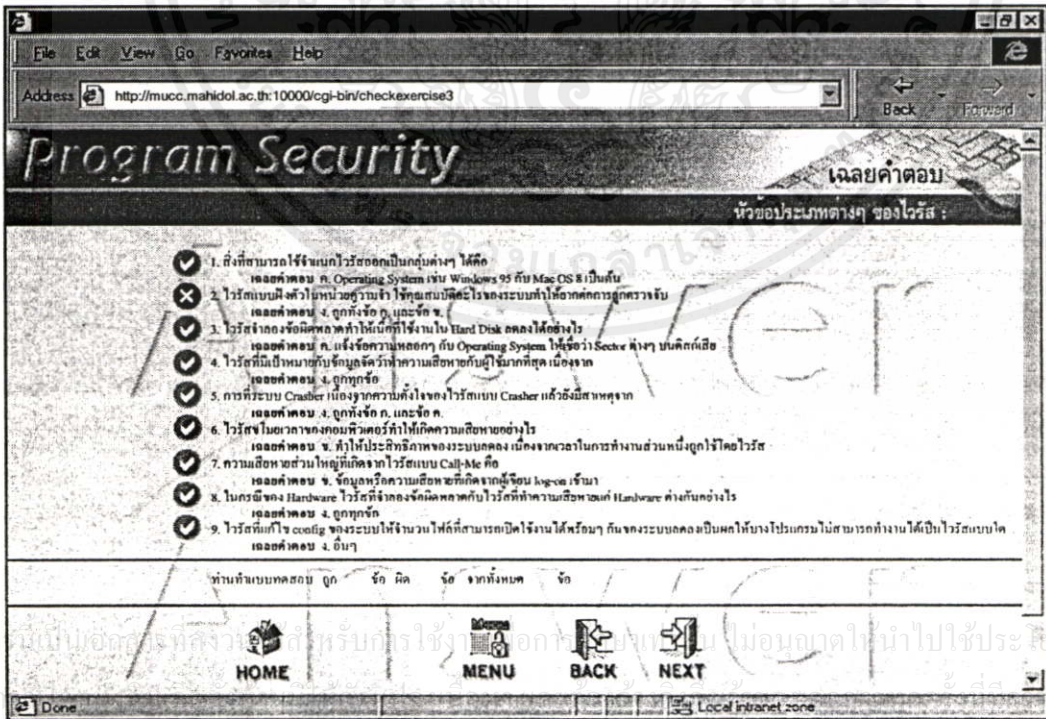 File Edit View Go Favorites Help
Address http://mucc.mahidol.ac.th:10000/cgi-bin/checkexercise3 Back Forward
Program Security
เฉลยคำตอบ
หัวข้อประเภทต่างๆ ของไวรัส :
1. สิ่งที่สามารถใช้จำแนกไวรัสออกเป็นกลุ่มต่างๆ ได้คือ
เฉลยคำตอบ ค. Operating System เช่น Windows 95 กับ Mac OS 8 เป็นต้น
2. ไวรัสแบบฝังตัวในหน่วยความจำ ใช้คุณสมบัติอะไรของระบบทำให้ยากต่อการถูกตรวจจับ
เฉลยคำตอบ ง. ถูกทั้งข้อ ก. และข้อ ข.
3. ไวรัสจำลองข้อผิดพลาดทำให้เนื้อที่ใช้งานใน Hard Disk ลดลงได้อย่างไร
เฉลยคำตอบ ค. แจ้งข้อความหลอกๆ กับ Operating System ให้เชื่อว่า Sector ต่างๆ บนดิสก์เสีย
4. ไวรัสที่มีเป้าหมายกับข้อมูลจัดว่าทำความเสียหายกับผู้ใช้มากที่สุด เนื่องจาก
เฉลยคำตอบ ง. ถูกทุกข้อ
5. การที่ระบบ Crasher เนื่องจากความตั้งใจของไวรัสแบบ Crasher แล้วยังมีสาเหตุจาก
เฉลยคำตอบ ง. ถูกทั้งข้อ ก. และข้อ ค.
6. ไวรัสขโมยเวลาของคอมพิวเตอร์ทำให้เกิดความเสียหายอย่างไร
เฉลยคำตอบ ข. ทำให้ประสิทธิภาพของระบบลดลง เนื่องจากเวลาในการทำงานส่วนหนึ่งถูกใช้โดยไวรัส
7. ความเสียหายส่วนใหญ่ที่เกิดจากไวรัสแบบ Call-Me คือ
เฉลยคำตอบ ข. ข้อมูลหรือความเสียหายที่เกิดจากผู้เขียน log-on เข้ามา
8. ในกรณีของ Hardware ไวรัสที่จำลองข้อผิดพลาดกับไวรัสที่ทำความเสียหายแก่ Hardware ต่างกันอย่างไร
เฉลยคำตอบ ง. ถูกทุกข้อ
9. ไวรัสที่แก้ไข config ของระบบให้จำนวนไฟล์ที่สามารถเปิดใช้งานได้พร้อมๆ กันของระบบลดลงเป็นผลให้บางโปรแกรมไม่สามารถทำงานได้เป็นไวรัสแบบใด
เฉลยคำตอบ ง. อื่นๆ
ท่านทำแบบทดสอบ ถูก ข้อ ผิด ข้อ จากทั้งหมด ข้อ
HOME MENU BACK NEXT
Done Local intranet zone